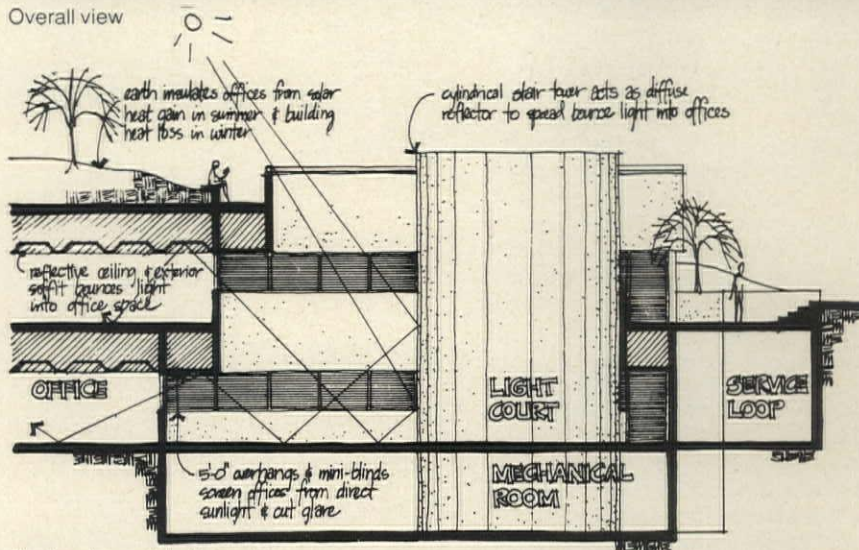 Overall view
earth insulates offices from solar
heat gain in summer & building
heat loss in winter
cylindrical stair tower acts as diffuse
reflector to spread bounce light into offices
reflective ceiling & exterior
soffit bounces light
into office space
OFFICE
LIGHT
COURT
SERVICE
LOOP
5'-0" overhangs & mini-blinds
screen offices from direct
sunlight & cut glare
MECHANICAL
ROOM